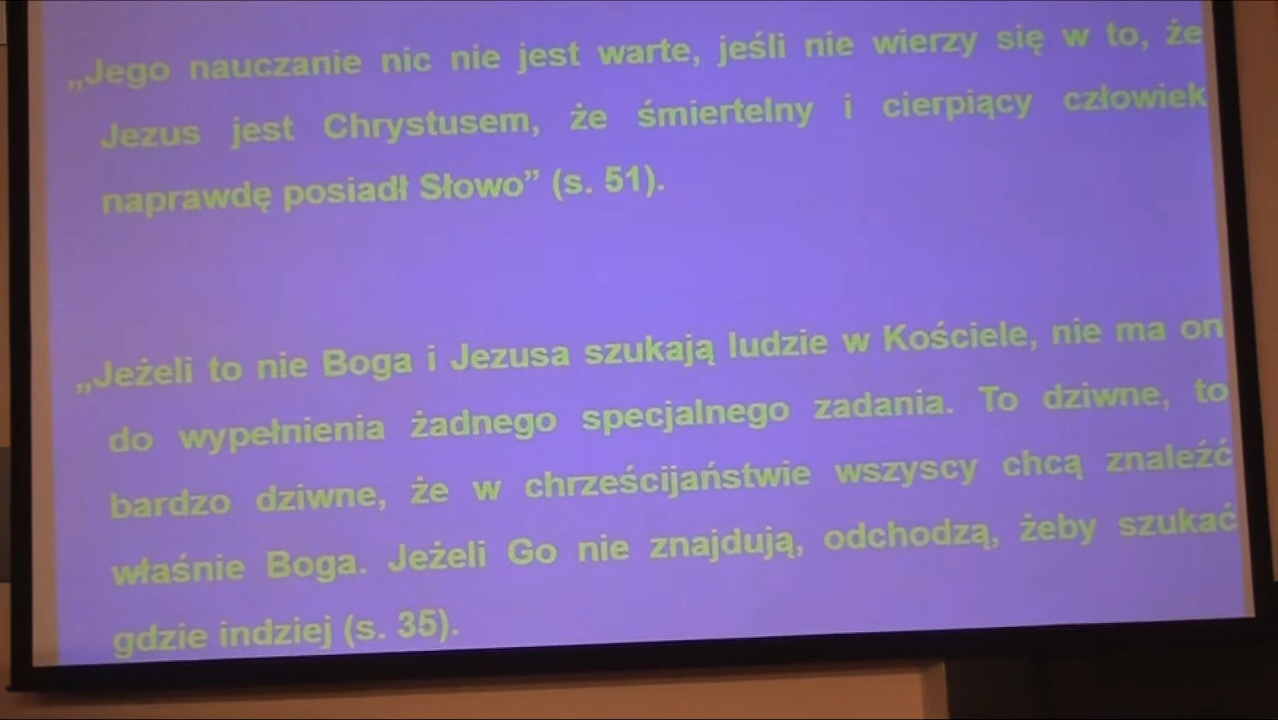 „Jego nauczanie nic nie jest warte, jeśli nie wierzy się w to, że
Jezus jest Chrystusem, że śmiertelny i cierpiący człowiek
naprawdę posiadł Słowo” (s. 51).
„Jeżeli to nie Boga i Jezusa szukają ludzie w Kościele, nie ma on
do wypełnienia żadnego specjalnego zadania. To dziwne, to
bardzo dziwne, że w chrześcijaństwie wszyscy chcą znaleźć
właśnie Boga. Jeżeli Go nie znajdują, odchodzą, żeby szukać
gdzie indziej (s. 35).